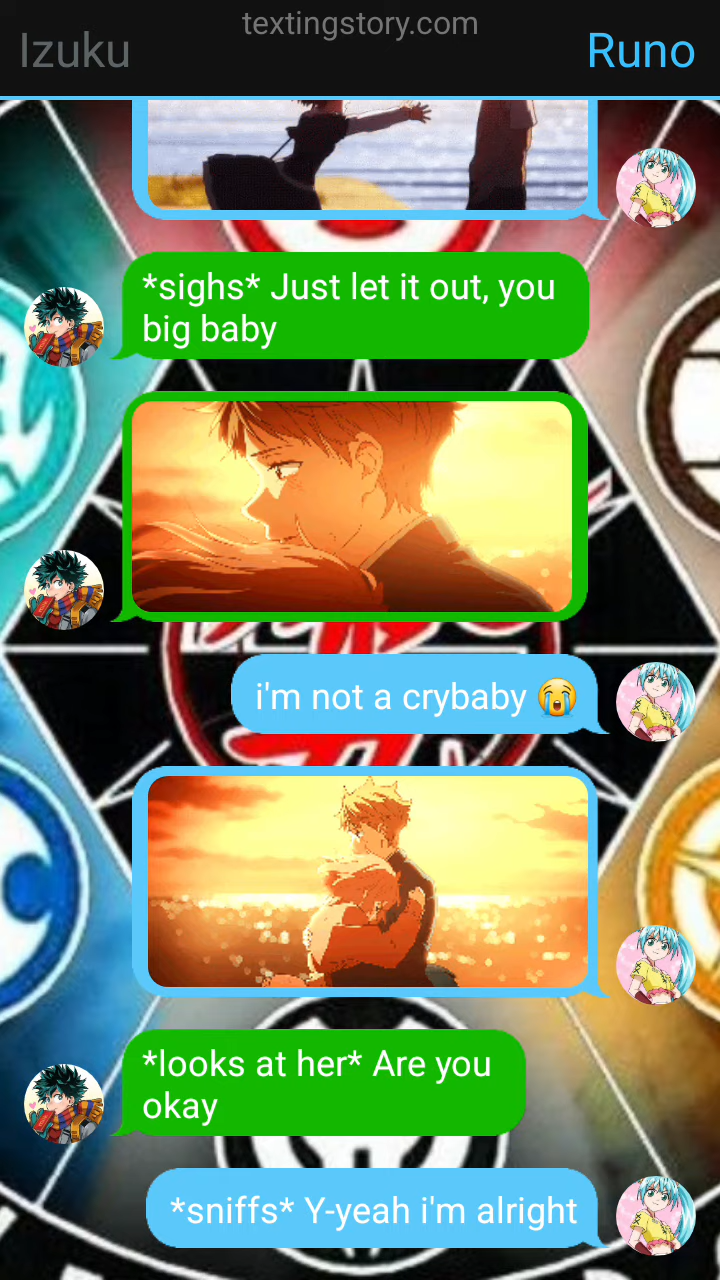 textingstory.com
Izuku
Runo
*sighs* Just let it out, you
big baby
i'm not a crybaby 😭
*looks at her* Are you
okay
*sniffs* Y-yeah i'm alright